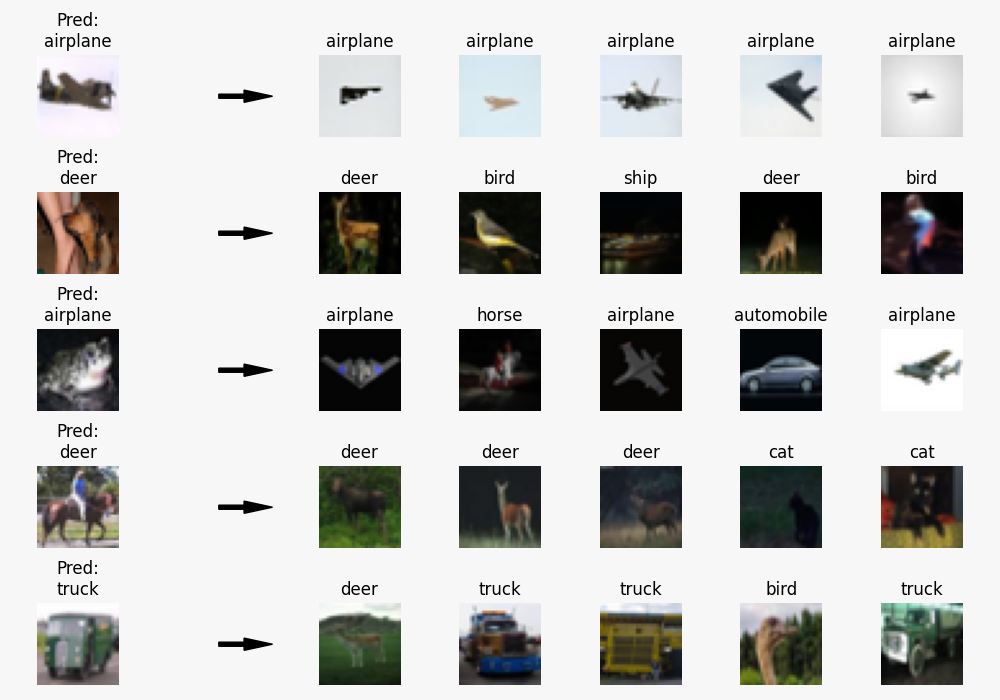 Pred:
airplane
airplane airplane airplane airplane airplane
Pred:
deer
deer bird ship deer bird
Pred:
airplane
airplane horse airplane automobile airplane
Pred:
deer
deer deer deer cat cat
Pred:
truck
deer truck truck bird truck